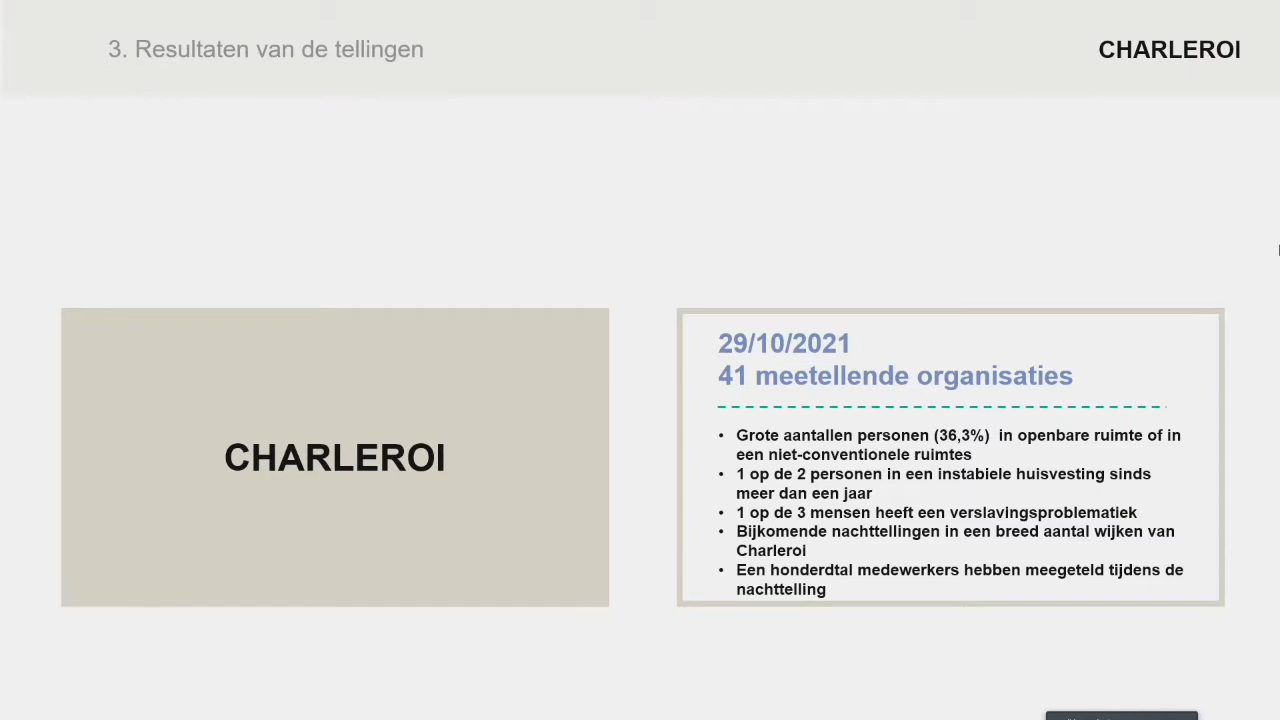 3. Resultaten van de tellingen
CHARLEROI
CHARLEROI
29/10/2021
41 meetellende organisaties
• Grote aantallen personen (36,3%)  in openbare ruimte of in
een niet-conventionele ruimtes
• 1 op de 2 personen in een instabiele huisvesting sinds
meer dan een jaar
• 1 op de 3 mensen heeft een verslavingsproblematiek
• Bijkomende nachttellingen in een breed aantal wijken van
Charleroi
• Een honderdtal medewerkers hebben meegeteld tijdens de
nachttelling